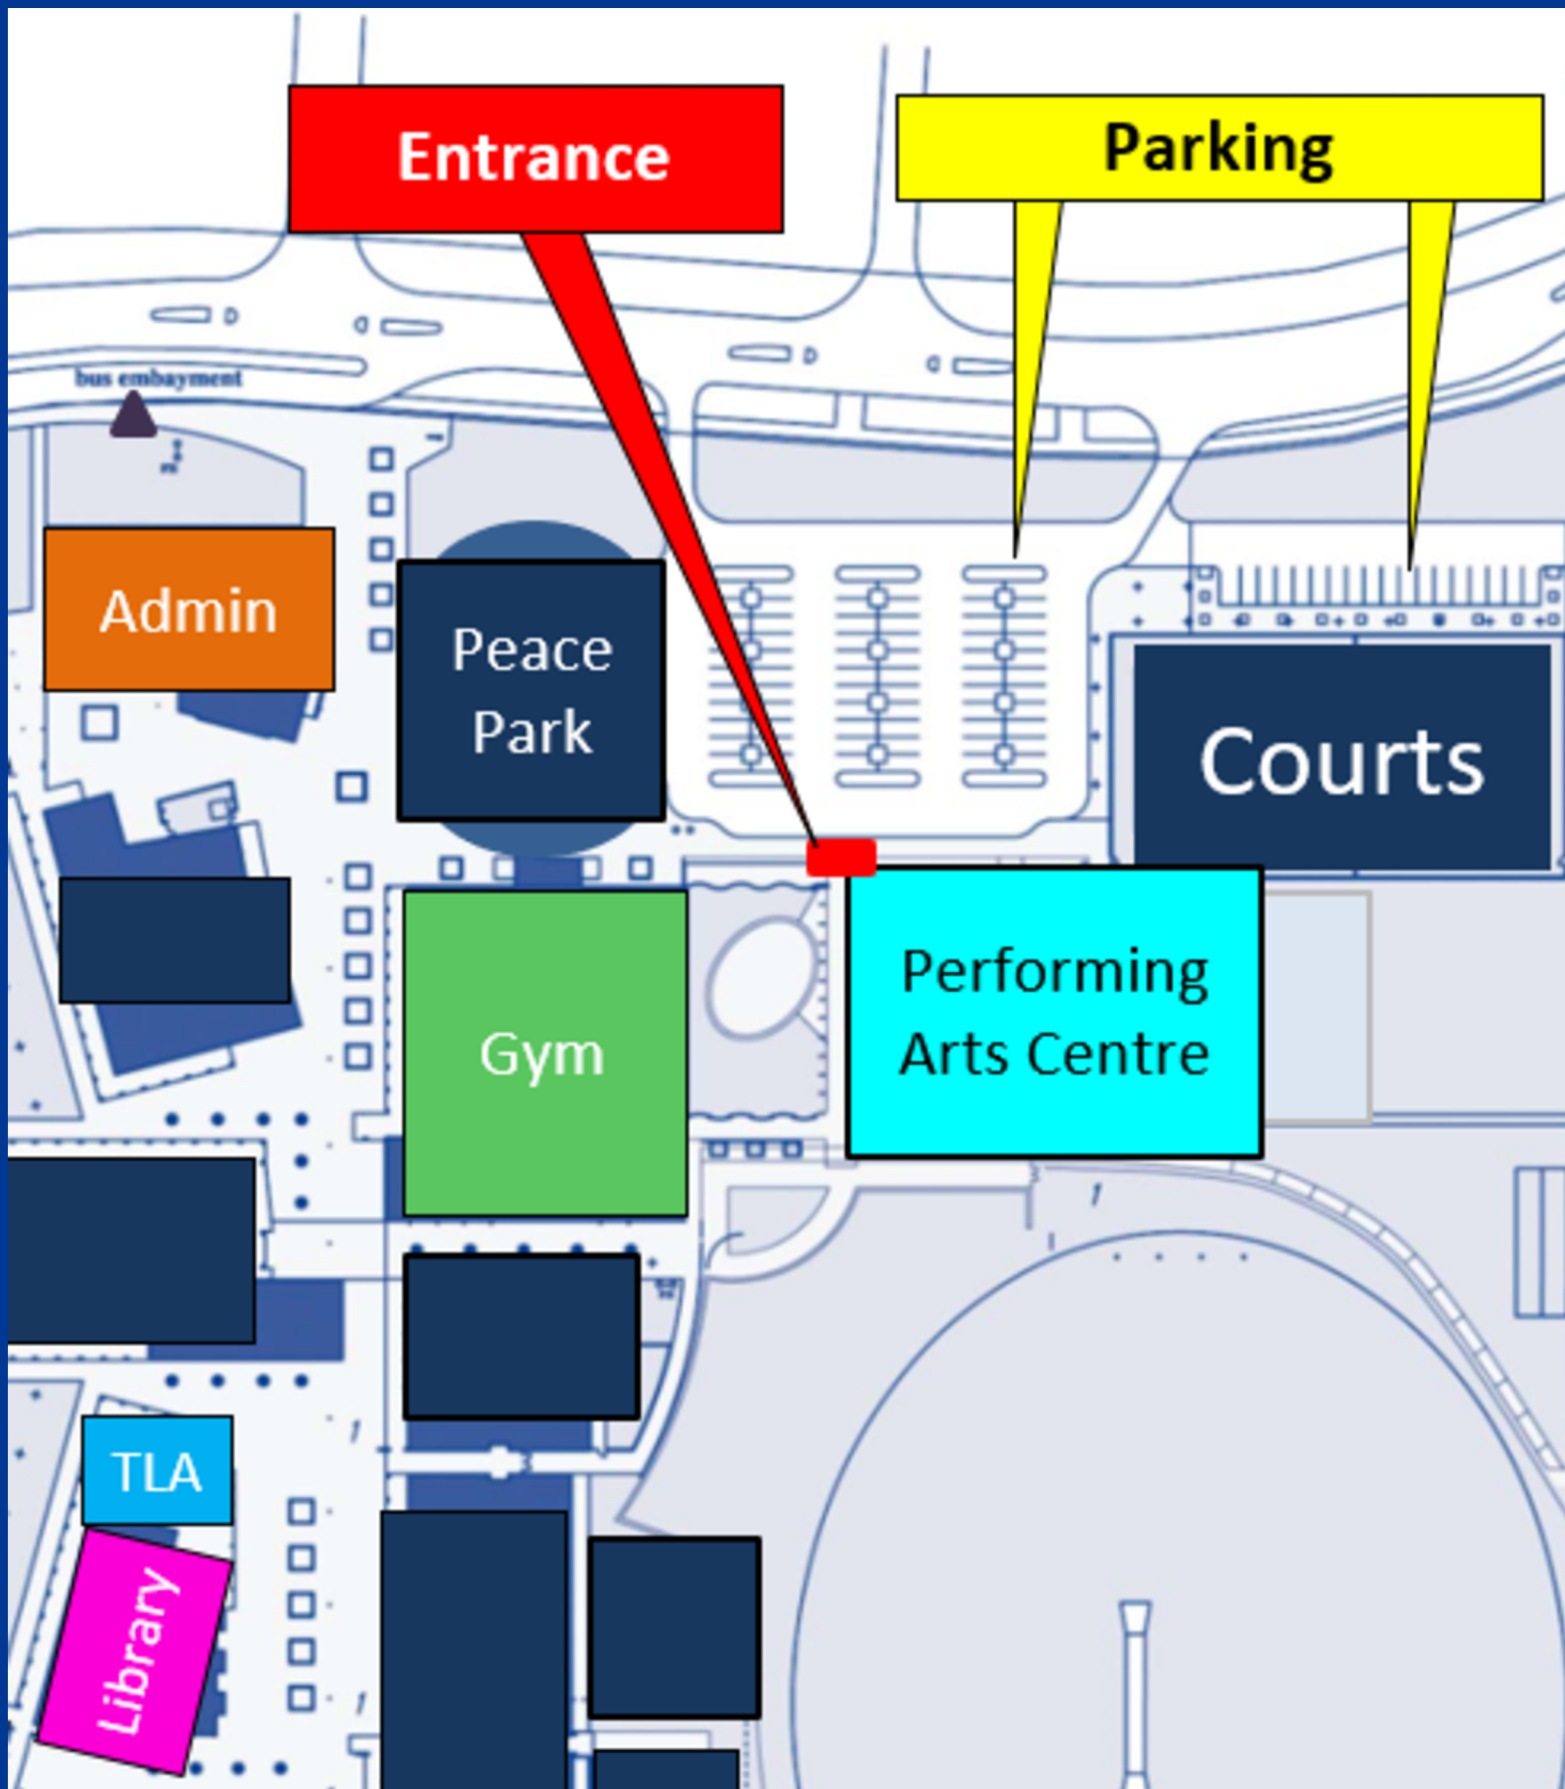 Entrance
Parking
bus embayment
Admin
Peace
Park
Courts
Performing
Arts Centre
Gym
TLA
Library